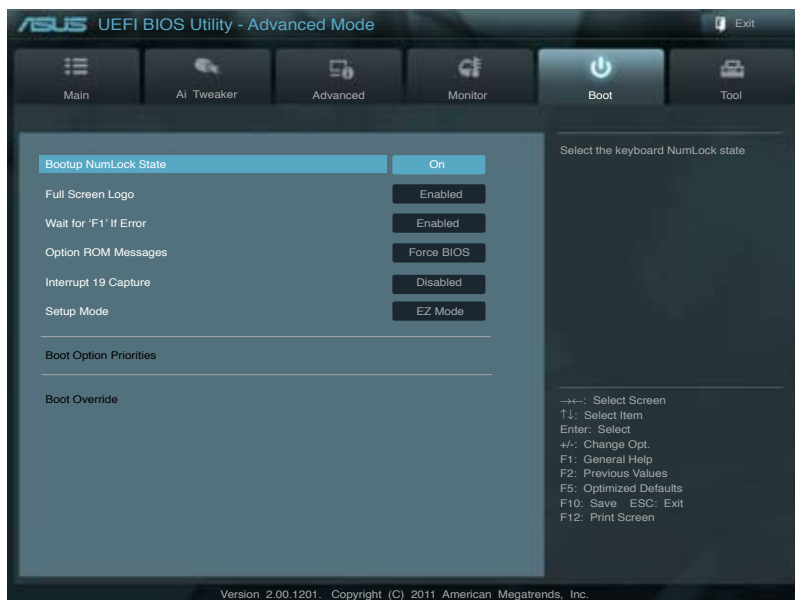 ASUS UEFI BIOS Utility - Advanced Mode
Exit
Main
Ai Tweaker
Advanced
Monitor
Boot
Tool
Bootup NumLock State On
Full Screen Logo Enabled
Wait for ‘F1’ If Error Enabled
Option ROM Messages Force BIOS
Interrupt 19 Capture Disabled
Setup Mode EZ Mode
Boot Option Priorities
Boot Override
Select the keyboard NumLock state
→←: Select Screen
↑↓: Select Item
Enter: Select
+/-: Change Opt.
F1: General Help
F2: Previous Values
F5: Optimized Defaults
F10: Save ESC: Exit
F12: Print Screen
Version 2.00.1201. Copyright (C) 2011 American Megatrends, Inc.